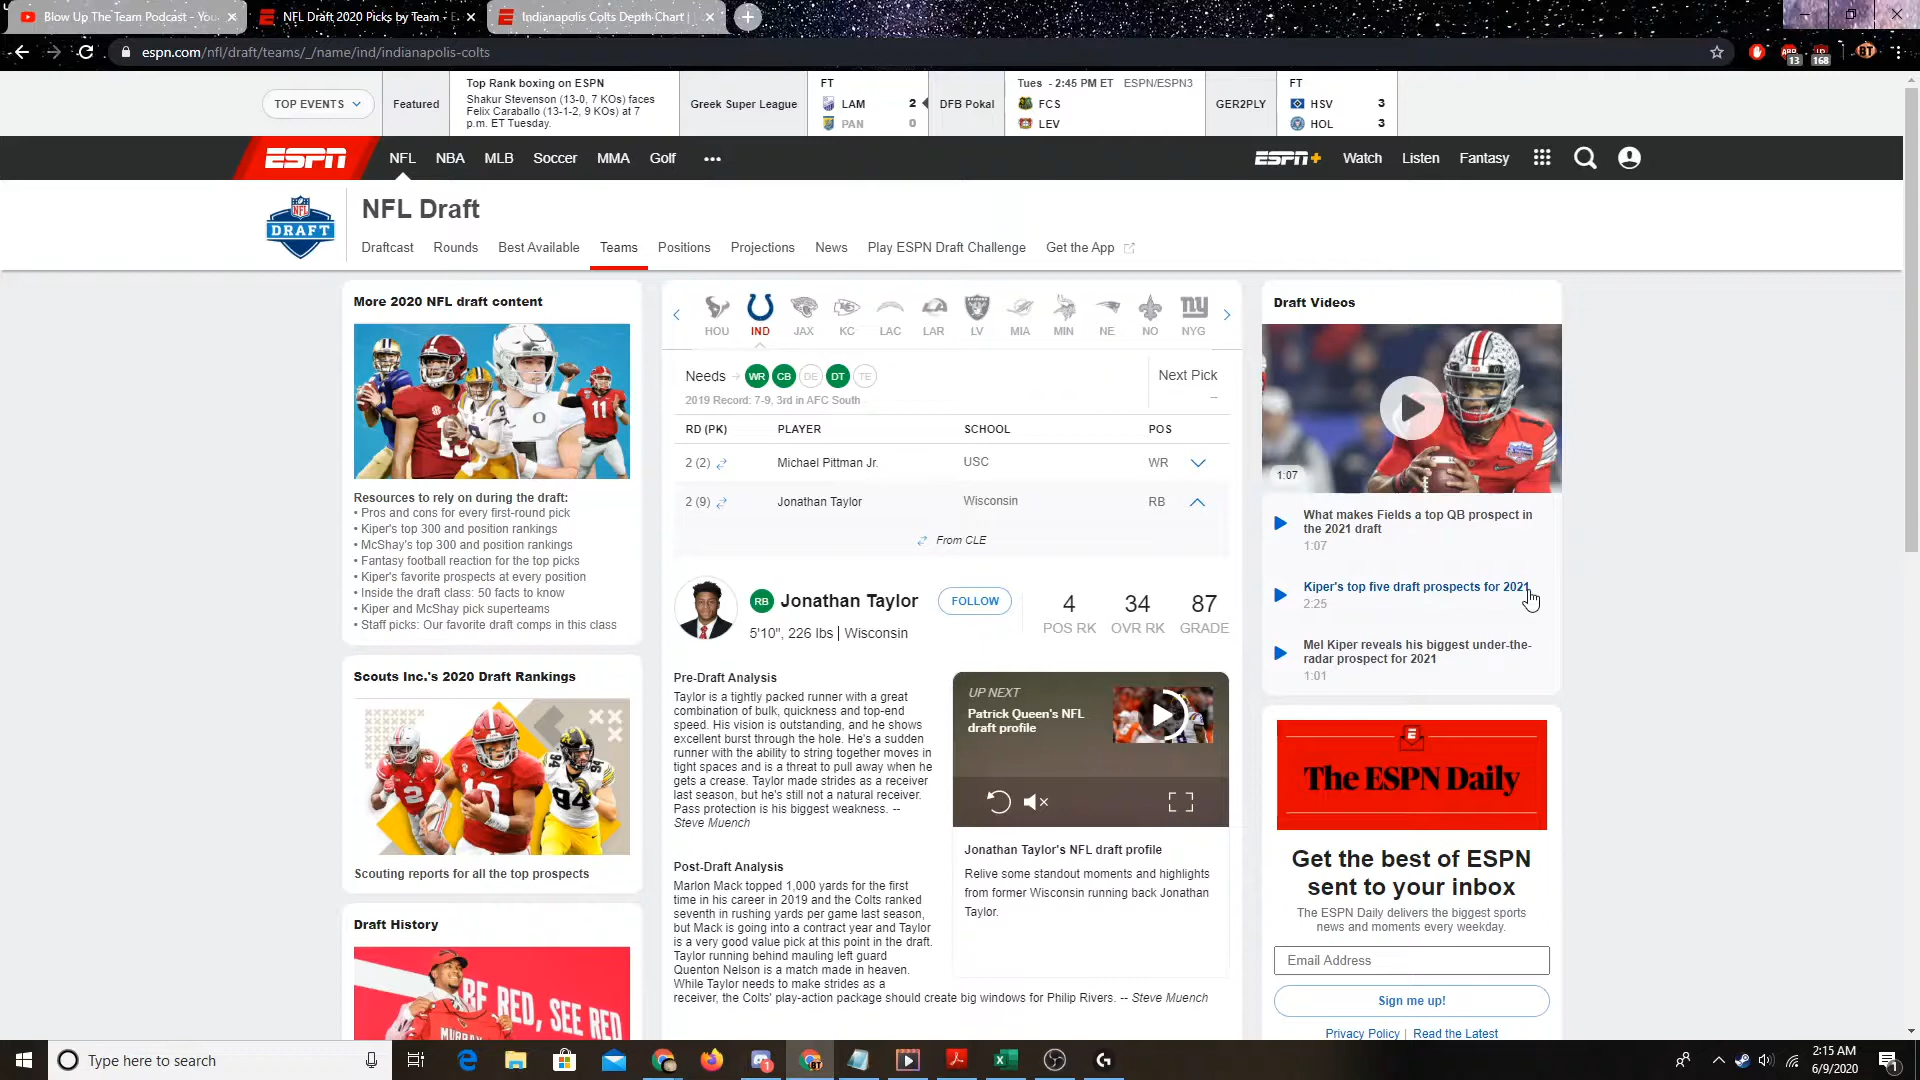 Blow Up The Team Podcast - You
NFL Draft 2020 Picks by Team - E
Indianapolis Colts Depth Chart |
espn.com/nfl/draft/teams/_/name/ind/indianapolis-colts
13
168
BT
TOP EVENTS
Featured
Top Rank boxing on ESPN
Shakur Stevenson (13-0, 7 KOs) faces
Felix Caraballo (13-1-2, 9 KOs) at 7
p.m. ET Tuesday.
Greek Super League
FT
LAM 2
PAN 0
DFB Pokal
Tues - 2:45 PM ET ESPN/ESPN3
FCS
LEV
GER2PLY
FT
HSV 3
HOL 3
ESPN
NFL NBA MLB Soccer MMA Golf
ESPN+ Watch Listen Fantasy
NFL
DRAFT
NFL Draft
Draftcast Rounds Best Available Teams Positions Projections News Play ESPN Draft Challenge Get the App
More 2020 NFL draft content
Resources to rely on during the draft:
• Pros and cons for every first-round pick
• Kiper's top 300 and position rankings
• McShay's top 300 and position rankings
• Fantasy football reaction for the top picks
• Kiper's favorite prospects at every position
• Inside the draft class: 50 facts to know
• Kiper and McShay pick superteams
• Staff picks: Our favorite draft comps in this class
Scouts Inc.'s 2020 Draft Rankings
Scouting reports for all the top prospects
Draft History
BE RED, SEE RED
MURRAY
HOU IND JAX KC LAC LAR LV MIA MIN NE NO NYG
Needs WR CB DE DT TE
2019 Record: 7-9, 3rd in AFC South
Next Pick
--
RD (PK) PLAYER SCHOOL POS
2 (2) Michael Pittman Jr. USC WR
2 (9) Jonathan Taylor Wisconsin RB
From CLE
RB Jonathan Taylor
5'10", 226 lbs | Wisconsin
FOLLOW
4 34 87
POS RK OVR RK GRADE
Pre-Draft Analysis
Taylor is a tightly packed runner with a great
combination of bulk, quickness and top-end
speed. His vision is outstanding, and he shows
excellent burst through the hole. He's a sudden
runner with the ability to string together moves in
tight spaces and is a threat to pull away when he
gets a crease. Taylor made strides as a receiver
last season, but he's still not a natural receiver.
Pass protection is his biggest weakness. --
Steve Muench
Post-Draft Analysis
Marlon Mack topped 1,000 yards for the first
time in his career in 2019 and the Colts ranked
seventh in rushing yards per game last season,
but Mack is going into a contract year and Taylor
is a very good value pick at this point in the draft.
Taylor running behind mauling left guard
Quenton Nelson is a match made in heaven.
While Taylor needs to make strides as a
receiver, the Colts' play-action package should create big windows for Philip Rivers. -- Steve Muench
UP NEXT
Patrick Queen's NFL
draft profile
Jonathan Taylor's NFL draft profile
Relive some standout moments and highlights
from former Wisconsin running back Jonathan
Taylor.
Draft Videos
1:07
What makes Fields a top QB prospect in
the 2021 draft
1:07
Kiper's top five draft prospects for 2021
2:25
Mel Kiper reveals his biggest under-the-
radar prospect for 2021
1:01
The ESPN Daily
Get the best of ESPN
sent to your inbox
The ESPN Daily delivers the biggest sports
news and moments every weekday.
Email Address
Sign me up!
Privacy Policy | Read the Latest
Type here to search
2:15 AM
6/9/2020